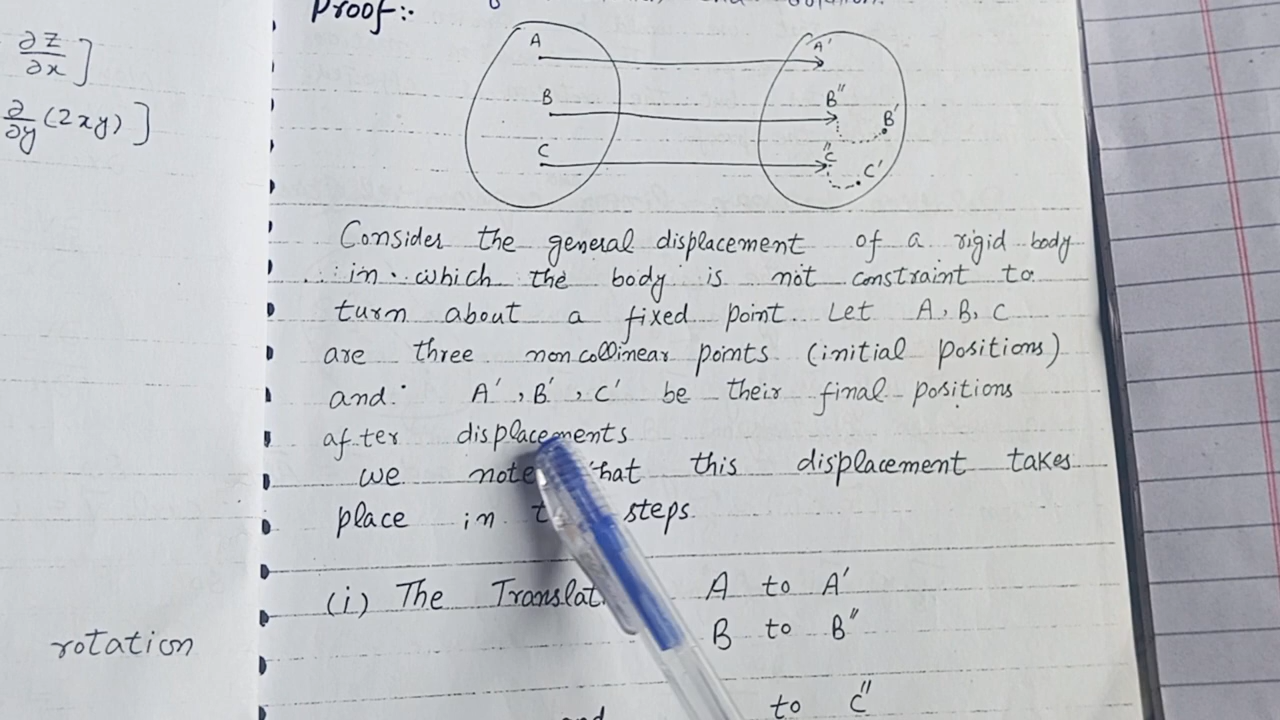 ∂z/∂x ]
∂/∂y (2xy) ]
rotation
Proof:-
A A'
B B'' B'
C C'' C'
Consider the general displacement of a rigid body
in which the body is not constraint to
turn about a fixed point. Let A, B, C
are three non collinear points (initial positions)
and A', B', C' be their final positions
after displacements
we note that this displacement takes
place in steps.
(i) The Translat A to A'
B to B''
and to C''